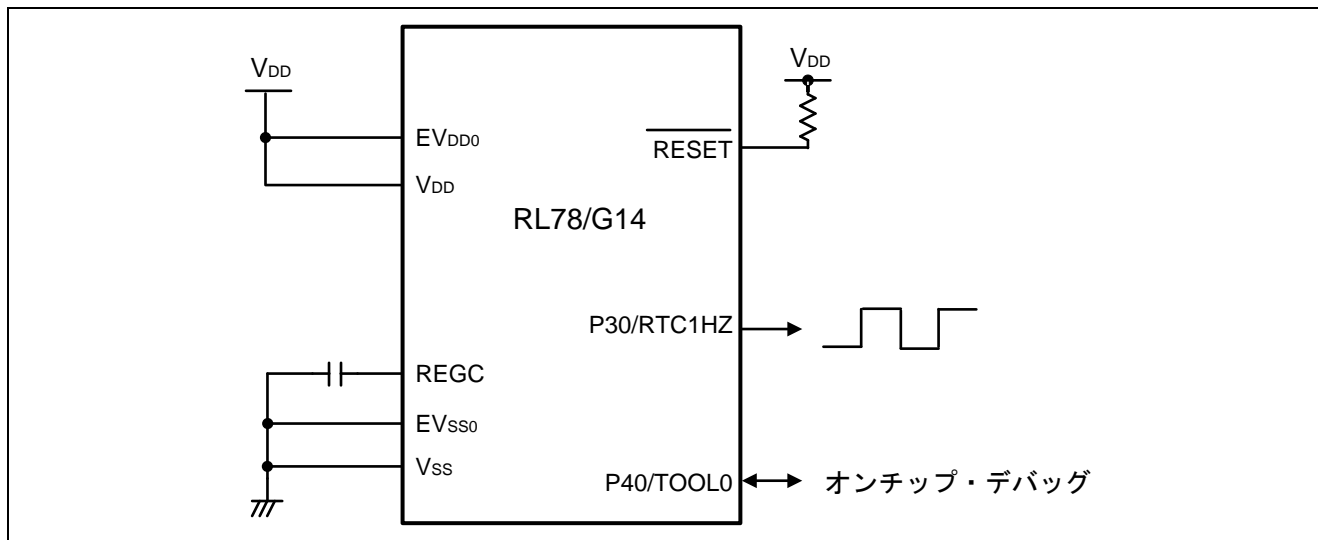 VDD
VDD
EVDD0
RESET
VDD
RL78/G14
P30/RTC1HZ
REGC
EVSS0
VSS
P40/TOOL0
オンチップ・デバッグ